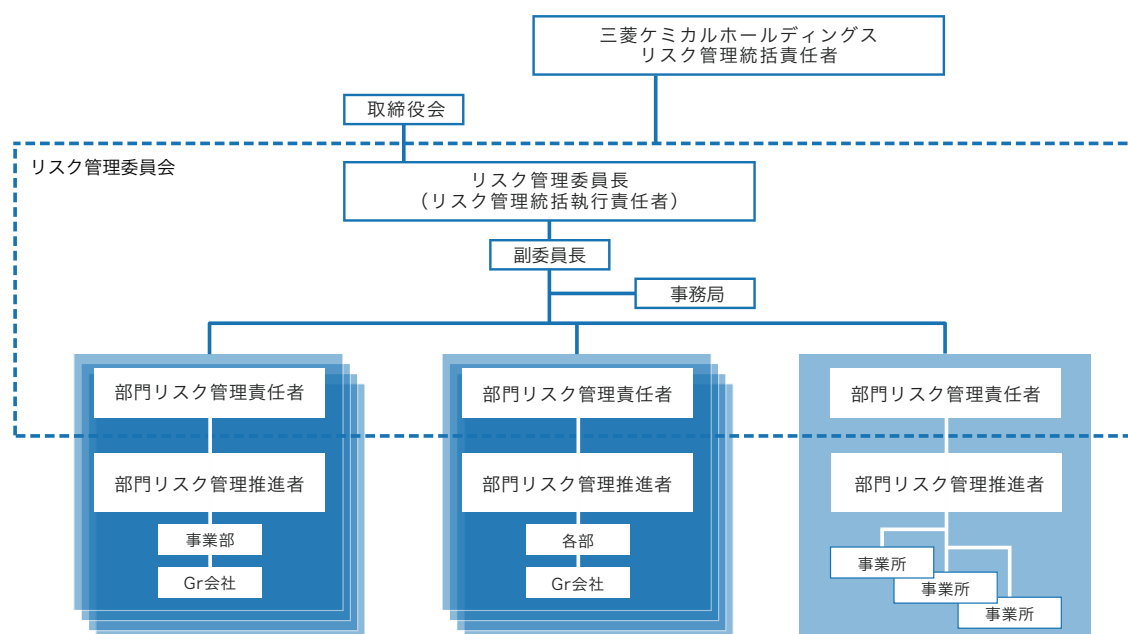 三菱ケミカルホールディングス
リスク管理統括責任者
取締役会
リスク管理委員会
リスク管理委員長
（リスク管理統括執行責任者）
副委員長
事務局
部門リスク管理責任者
部門リスク管理責任者
部門リスク管理責任者
部門リスク管理推進者
部門リスク管理推進者
部門リスク管理推進者
事業部
各部
事業所
Gr会社
Gr会社
事業所
事業所